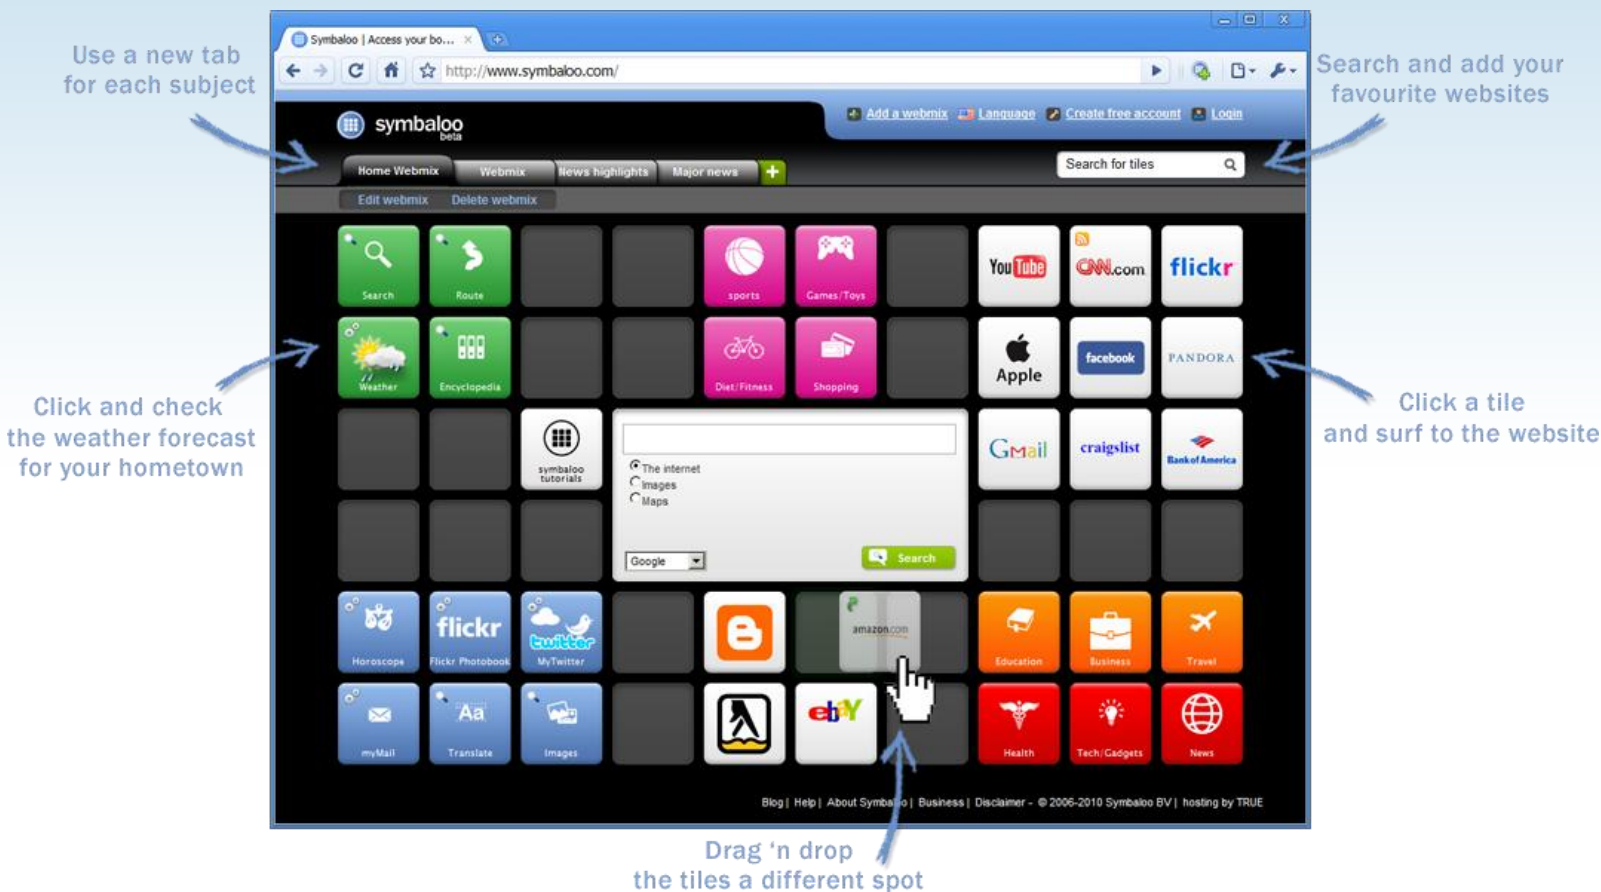 Use a new tab
for each subject
Search and add your
favourite websites
Click and check
the weather forecast
for your hometown
Click a tile
and surf to the website
Drag 'n drop
the tiles a different spot
Symbaloo | Access your bo...
http://www.symbaloo.com/
Add a webmix Language Create free account Login
symbaloo
beta
Home Webmix Webmix News highlights Major news +
Search for tiles
Edit webmix Delete webmix
Search Route sports Games/Toys YouTube CNN.com flickr
Weather Encyclopedia Diet/Fitness Shopping Apple facebook PANDORA
symbaloo
tutorials
The internet
Images
Maps
Google Search
GMail craigslist Bank of America
Horoscope flickr Flickr Photobook twitter MyTwitter amazon.com Education Business Travel
myMail Aa Translate Images ebaY Health Tech/Gadgets News
Blog | Help | About Symbaloo | Business | Disclaimer - © 2006-2010 Symbaloo BV | hosting by TRUE